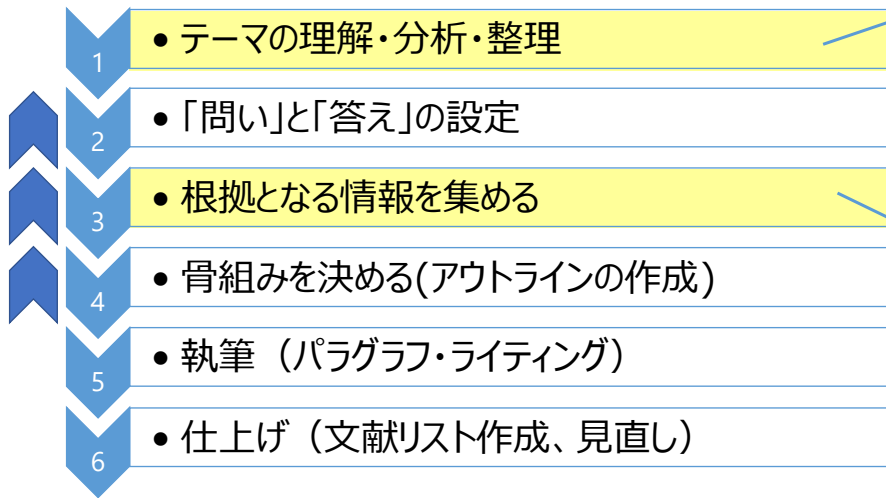 1 • テーマの理解・分析・整理
2 • 「問い」と「答え」の設定
3 • 根拠となる情報を集める
4 • 骨組みを決める(アウトラインの作成)
5 • 執筆（パラグラフ・ライティング）
6 • 仕上げ（文献リスト作成、見直し）